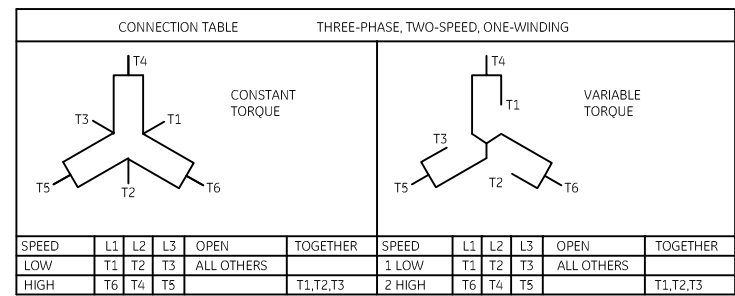 CONNECTION TABLE THREE-PHASE, TWO-SPEED, ONE-WINDING
T4
CONSTANT
TORQUE
T3
T1
T5
T2
T6
T4
VARIABLE
TORQUE
T1
T3
T2
T5
T6
SPEED L1 L2 L3 OPEN TOGETHER SPEED L1 L2 L3 OPEN TOGETHER
LOW T1 T2 T3 ALL OTHERS 1 LOW T1 T2 T3 ALL OTHERS
HIGH T6 T4 T5 T1,T2,T3 2 HIGH T6 T4 T5 T1,T2,T3